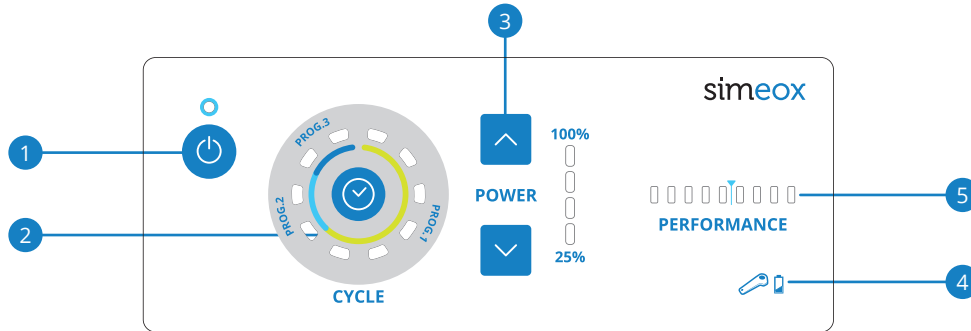 3
simeox
PROG.3
100%
1
POWER
5
PROG.2
PROG.1
PERFORMANCE
2
25%
4
CYCLE